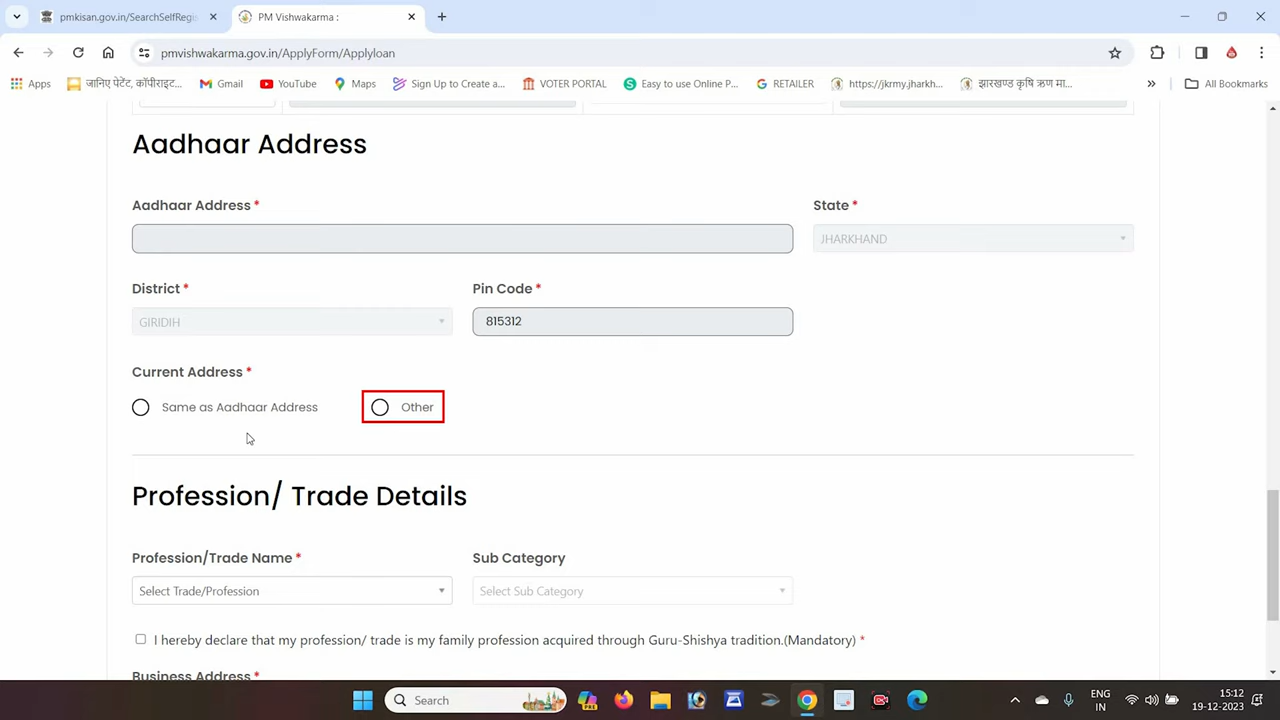 pmkisan.gov.in/SearchSelfRegi
PM Vishwakarma :
pmvishwakarma.gov.in/ApplyForm/Applyloan
Apps
जानिए पेटेंट, कॉपीराइट...
Gmail
YouTube
Maps
Sign Up to Create a...
VOTER PORTAL
Easy to use Online P...
RETAILER
https://jkrmy.jharkh...
झारखण्ड कृषि ऋण मा...
All Bookmarks
Aadhaar Address
Aadhaar Address *
State *
JHARKHAND
District *
Pin Code *
GIRIDIH
815312
Current Address *
Same as Aadhaar Address
Other
Profession/ Trade Details
Profession/Trade Name *
Sub Category
Select Trade/Profession
Select Sub Category
I hereby declare that my profession/ trade is my family profession acquired through Guru-Shishya tradition.(Mandatory) *
Business Address *
Search
PRE
ENG
IN
15:12
19-12-2023